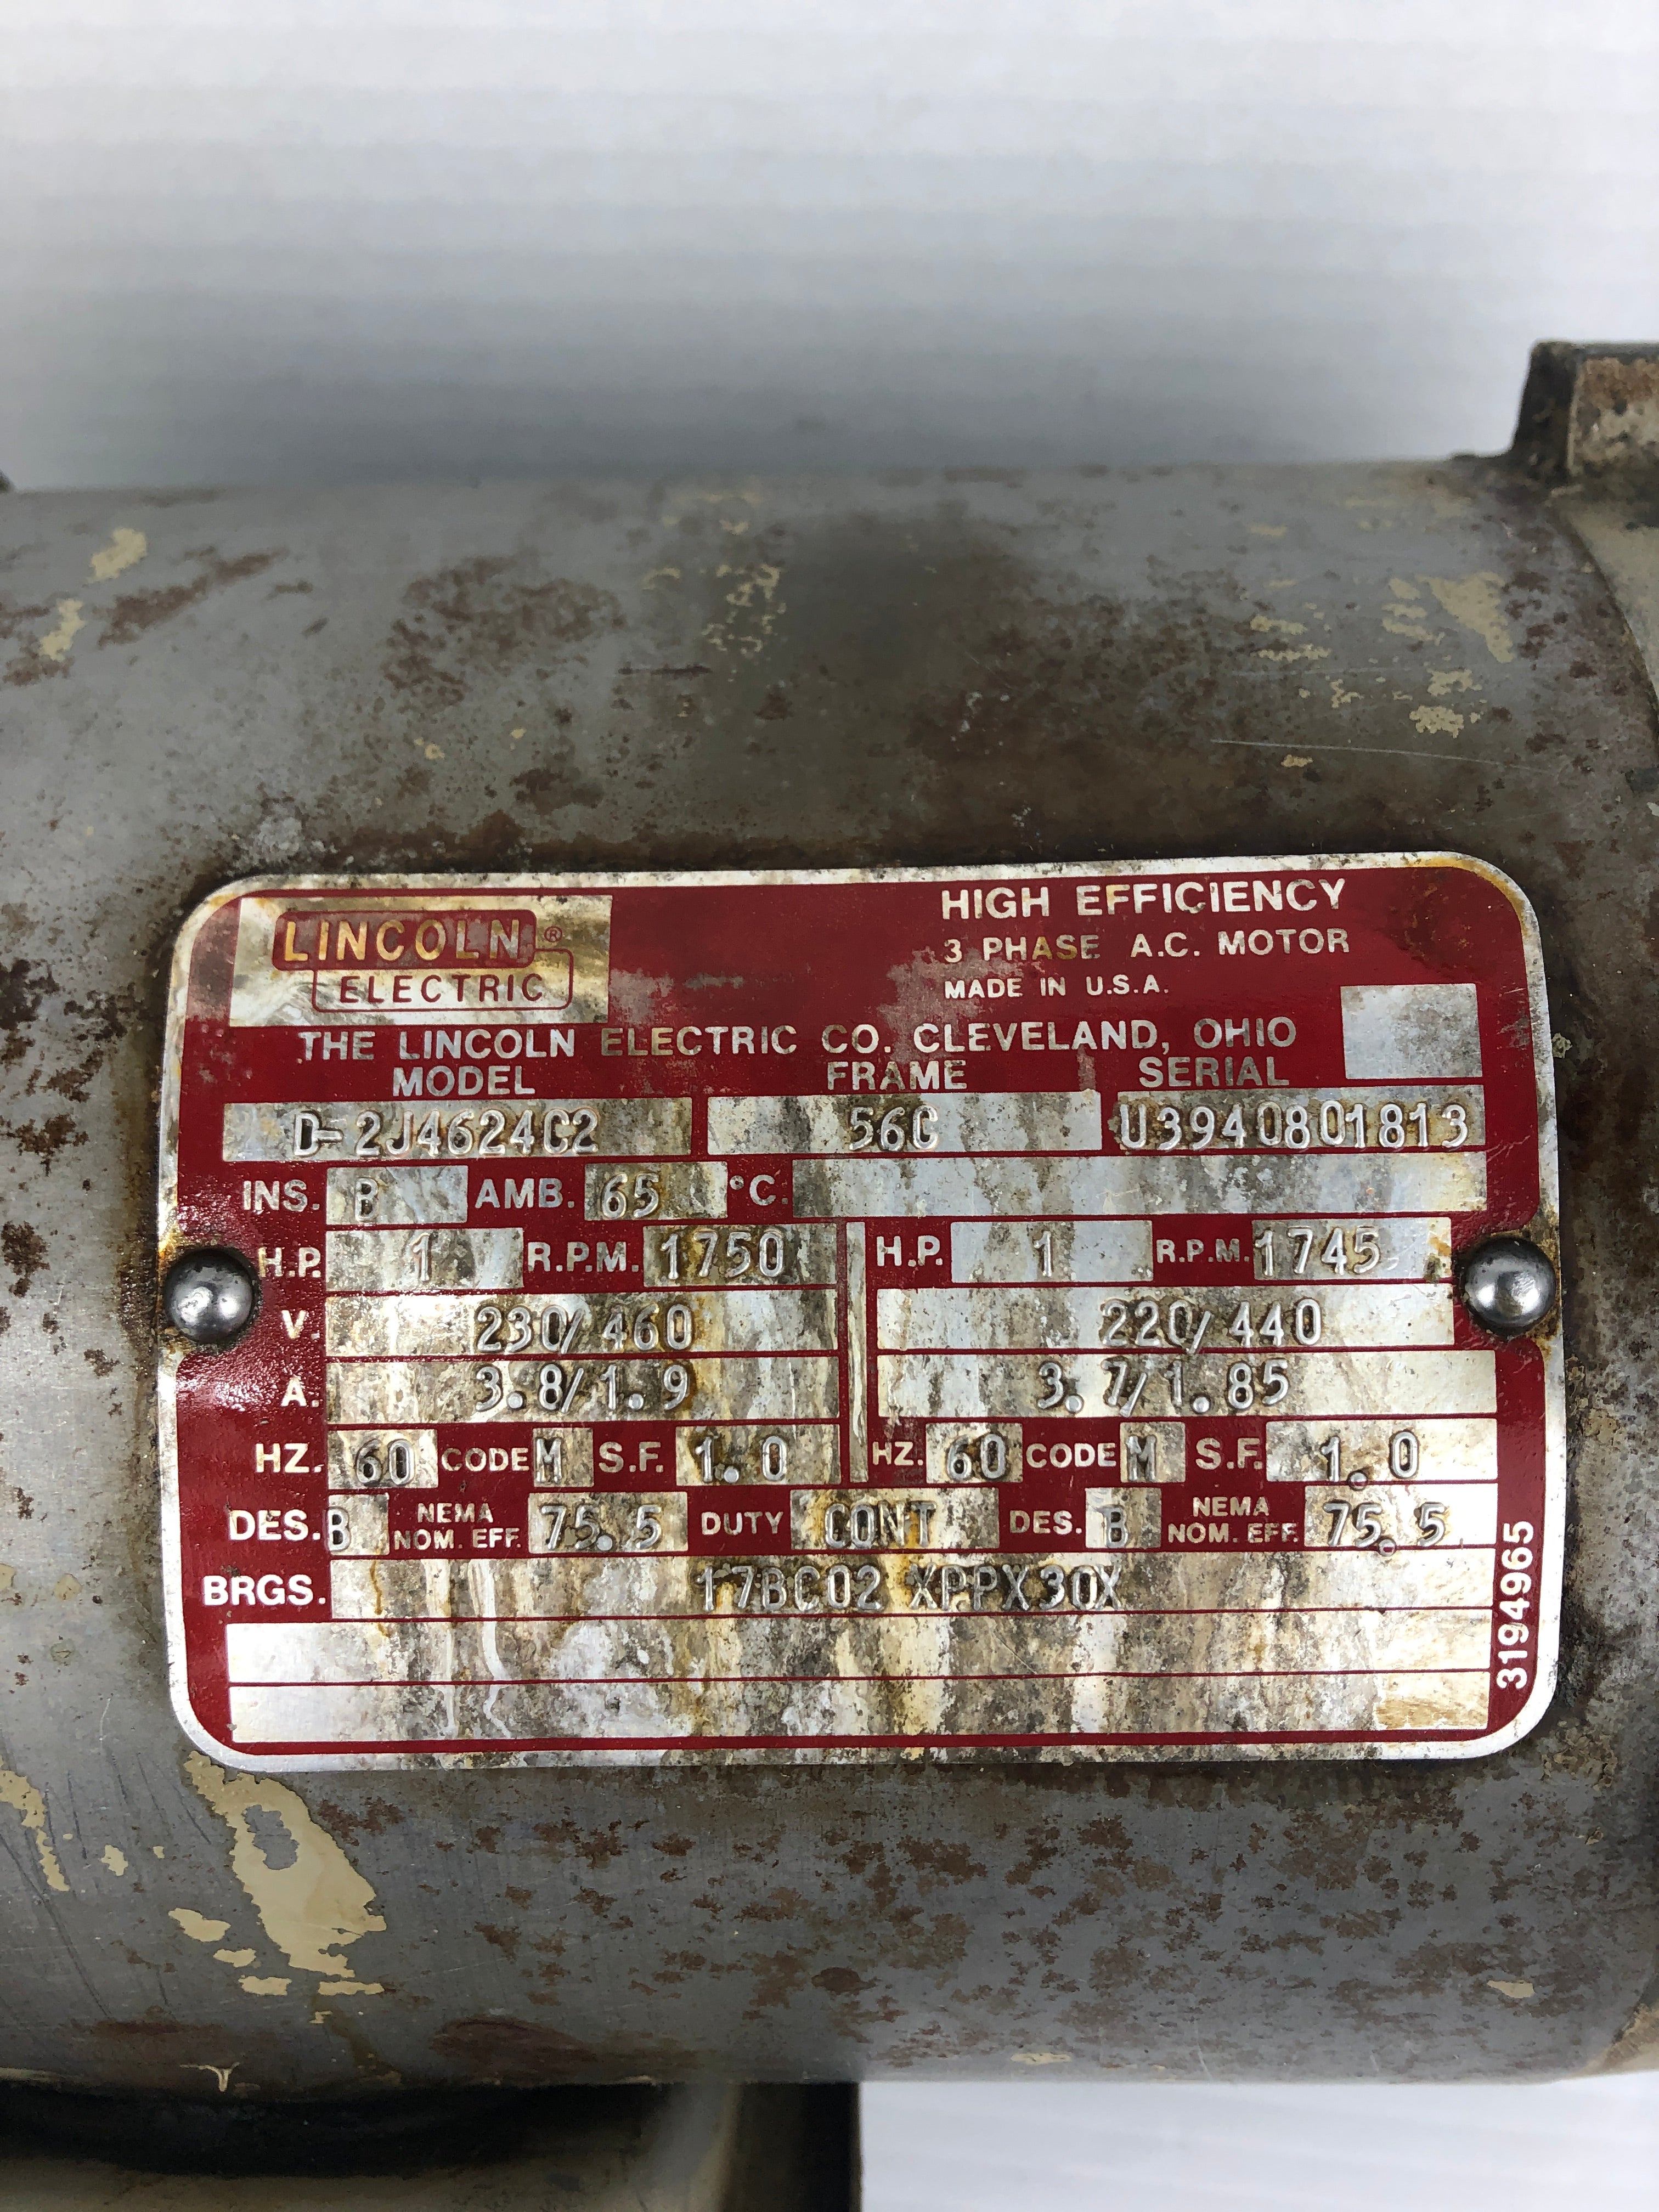 LINCOLN ®
ELECTRIC
HIGH EFFICIENCY
3 PHASE A.C. MOTOR
MADE IN U.S.A.
THE LINCOLN ELECTRIC CO. CLEVELAND, OHIO
MODEL FRAME SERIAL
D-2J4624C2 56C U3940801813
INS. B AMB. 65 °C.
H.P. 1 R.P.M. 1750 H.P. 1 R.P.M. 1745
V. 230/460 220/440
A. 3.8/1.9 3.7/1.85
HZ. 60 CODE M S.F. 1.0 HZ. 60 CODE M S.F. 1.0
DES. B NEMA NOM. EFF. 75.5 DUTY CONT DES. B NEMA NOM. EFF. 75.5
BRGS. 17BC02 XPPX30X
3194965